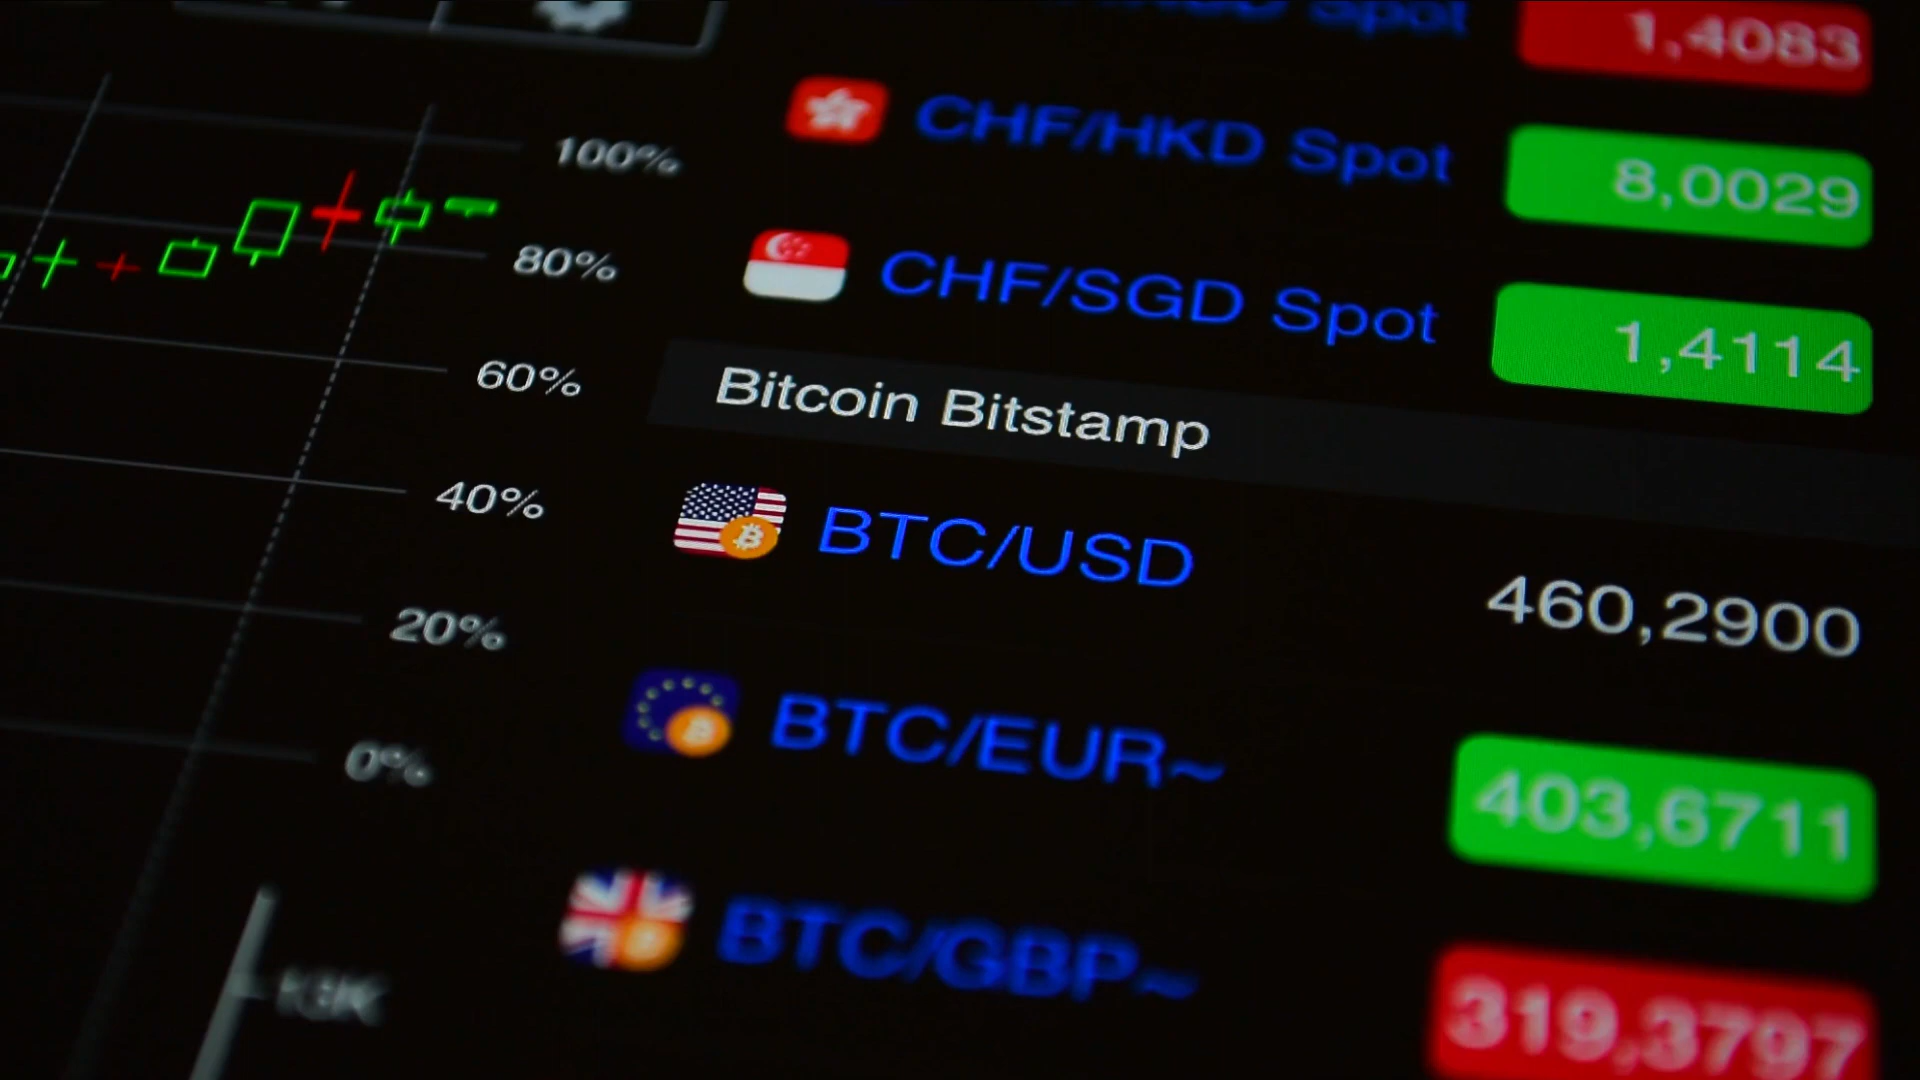 Spot 1,4083
100%
CHF/HKD Spot 8,0029
80%
CHF/SGD Spot 1,4114
60%
Bitcoin Bitstamp
40%
BTC/USD 460,2900
20%
BTC/EUR~ 403,6711
0%
BTC/GBP~ 319,3797